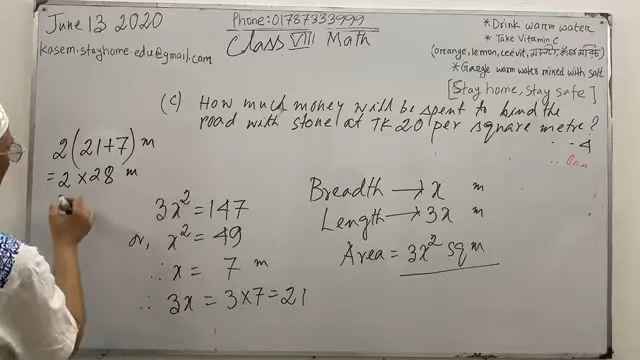 June 13 2020
Phone: 01787333999
kasem.stayhome-edu@gmail.com
Class VIII Math
* Drink warm water
* Take Vitamin C
(orange, lemon, ceevit,
* Gargle warm water mixed with salt
[Stay home, Stay safe]
(c) How much money will be spent to bind the
road with stone at TK 20 per square metre?
4
2(21+7) m
= 2 × 28 m
3x² = 147
or, x² = 49
∴ x = 7 m
∴ 3x = 3×7 = 21
Breadth → x m
Length → 3x m
Area = 3x² sq m